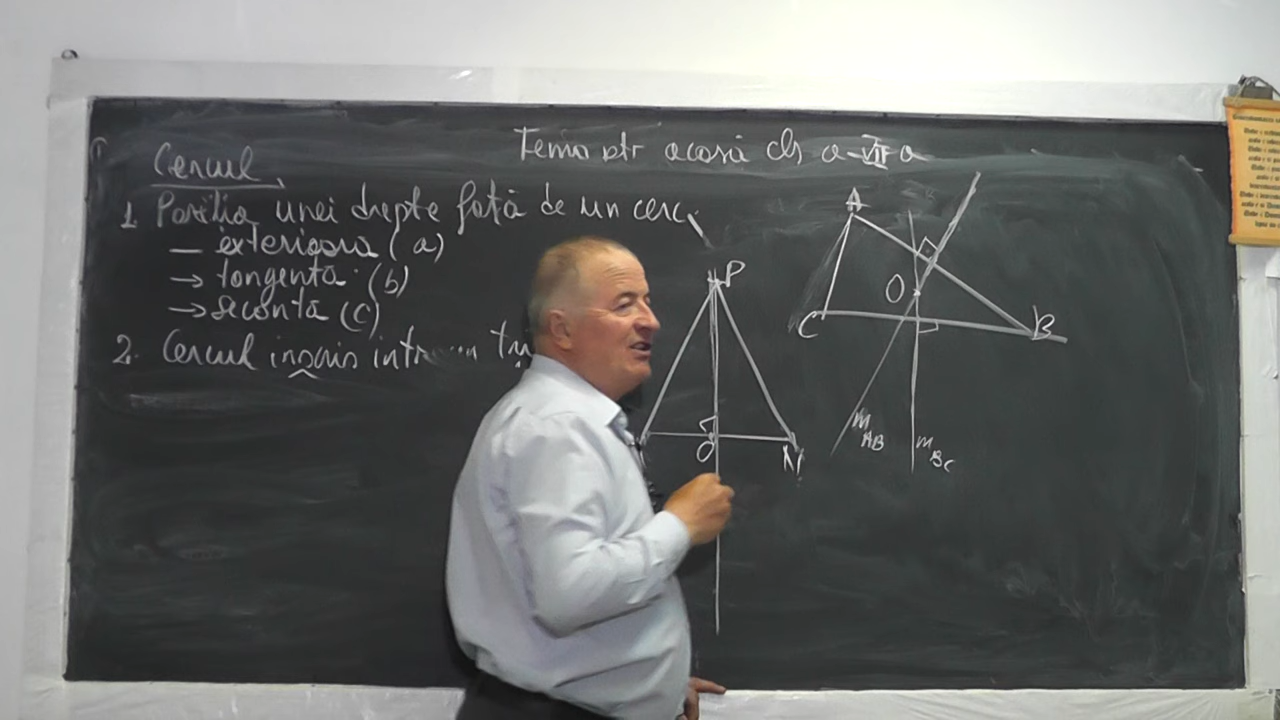 Tema ptr acasă cls a-VII a
Cercul
1. Poziția unei drepte față de un cerc.
— exterioară (a)
→ tangentă (b)
→ secantă (c)
2. Cercul înscris într-un
P
O
N
A
O
C
B
m AB
m BC